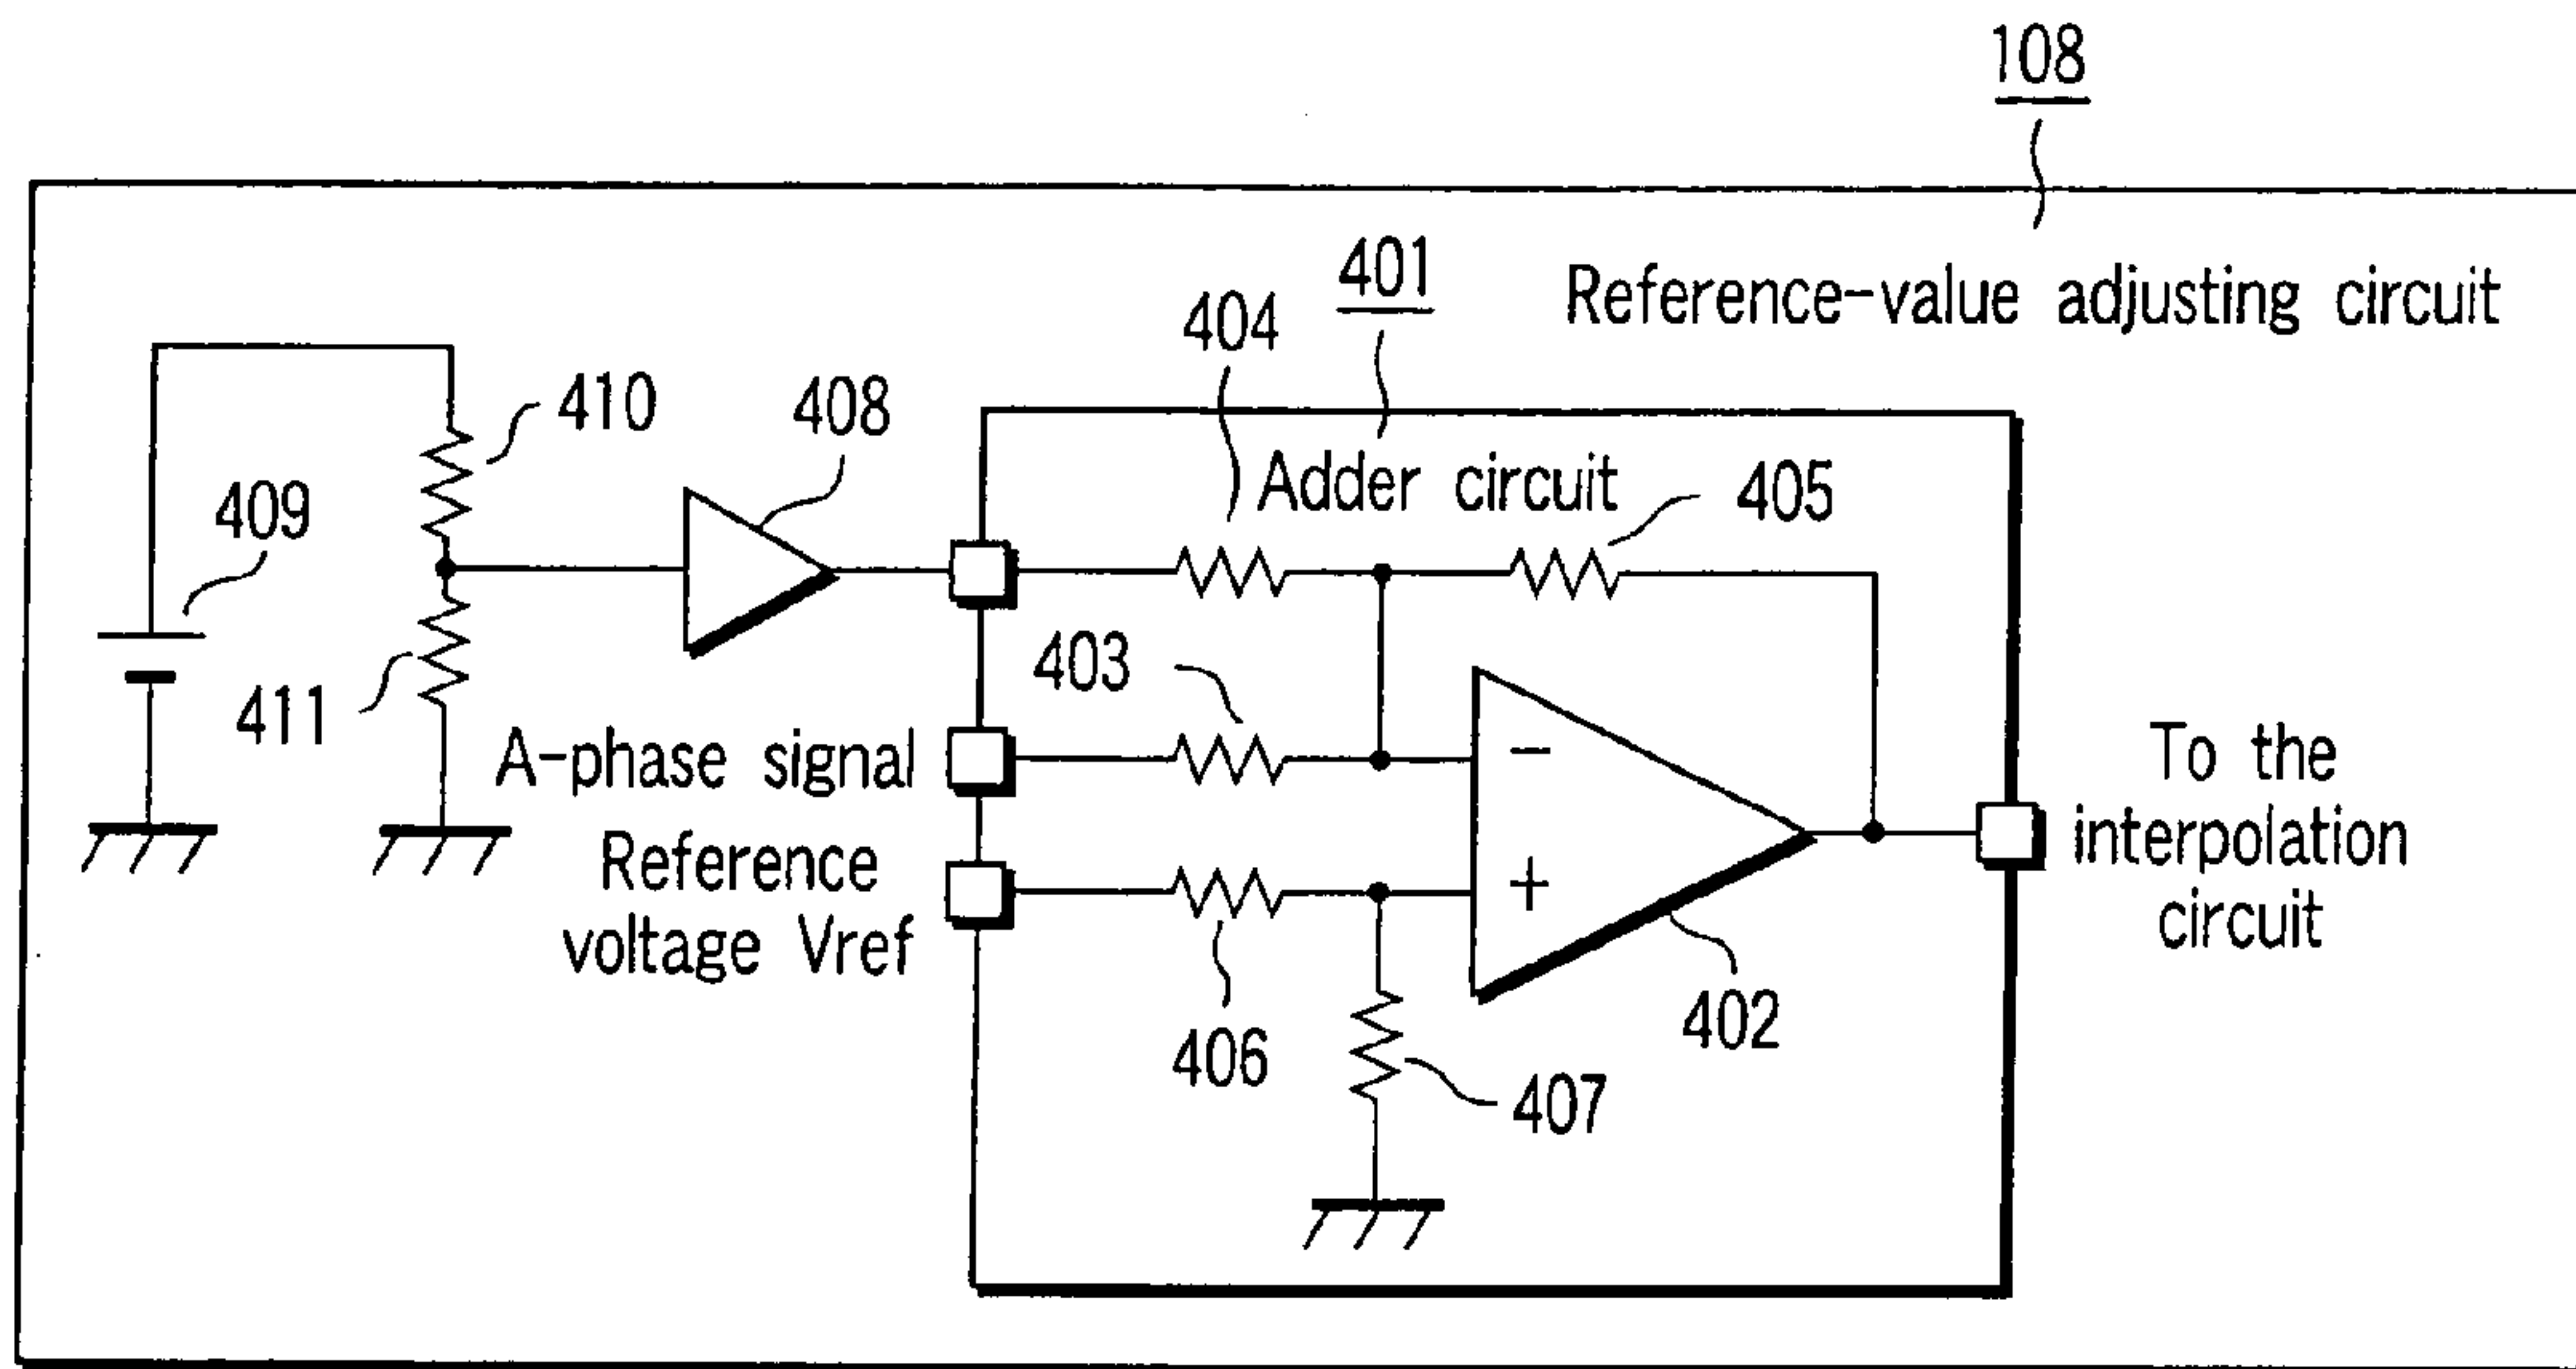 108
Reference-value adjusting circuit
401
404
Adder circuit
405
410
408
409
411
403
A-phase signal
Reference
voltage Vref
−
+
406
407
402
To the
interpolation
circuit